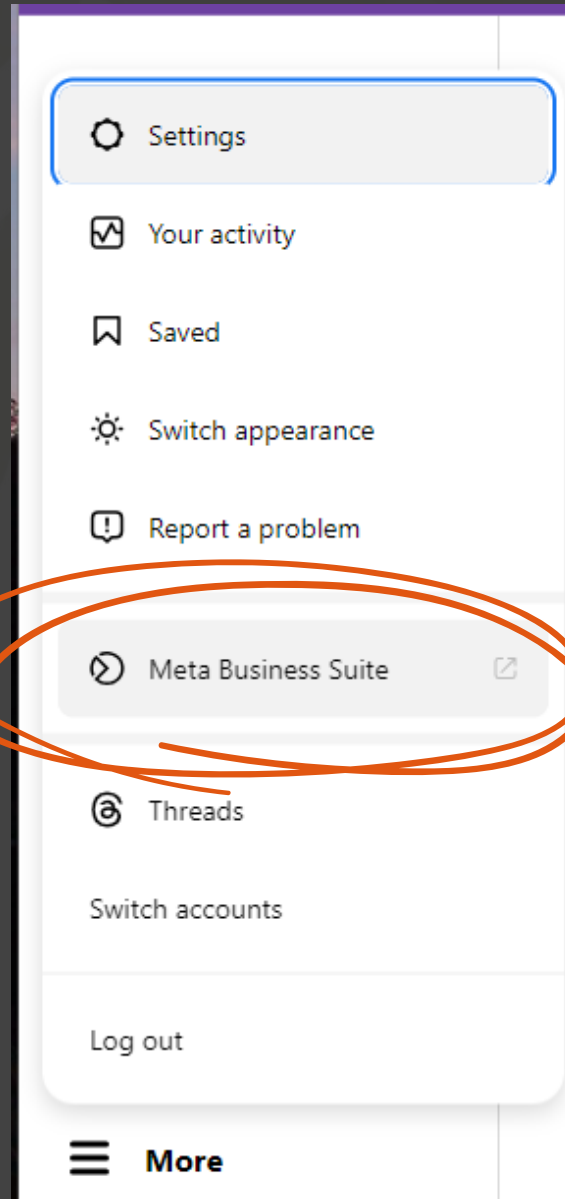 Settings
Your activity
Saved
Switch appearance
Report a problem
Meta Business Suite
Threads
Switch accounts
Log out
More